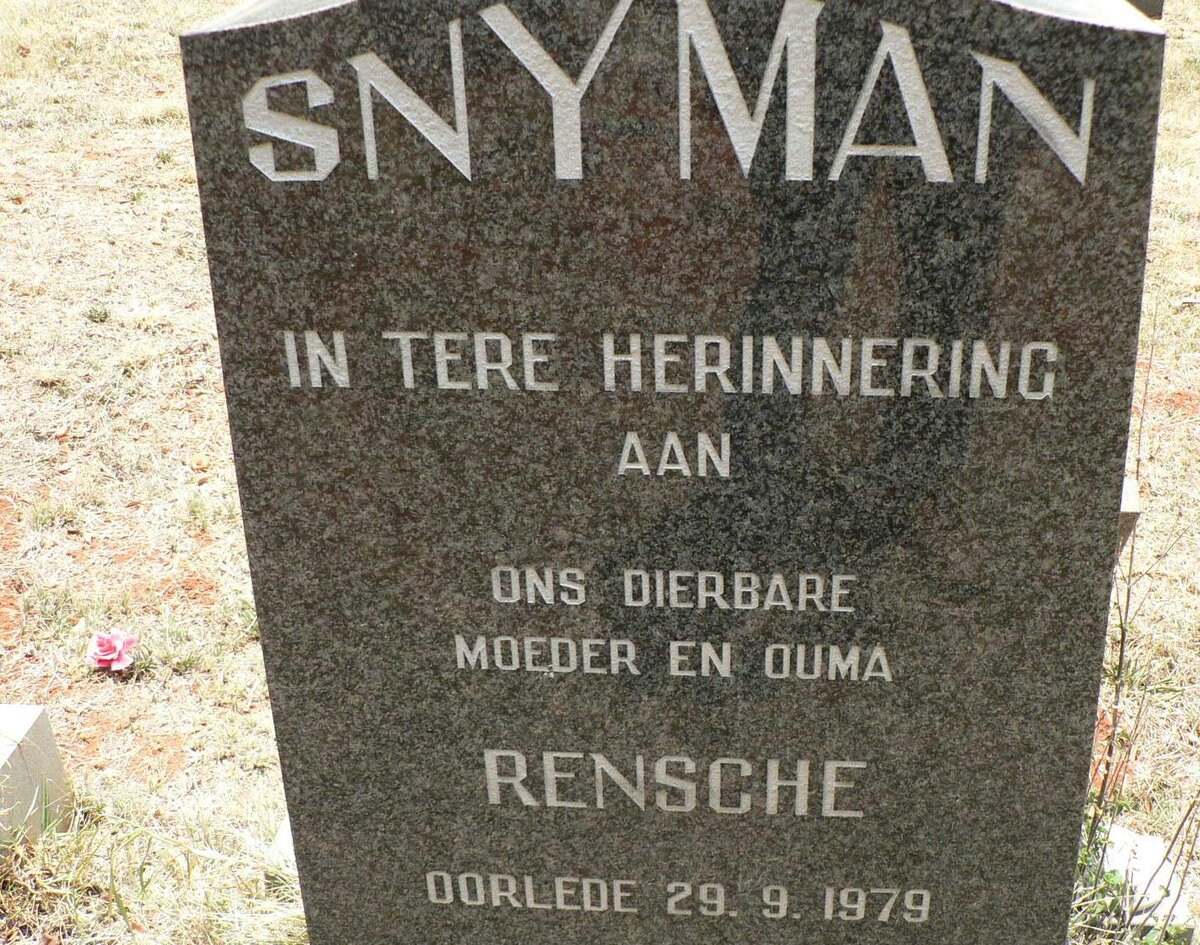 SNYMAN
IN TERE HERINNERING
AAN
ONS DIERBARE
MOEDER EN OUMA
RENSCHE
OORLEDE 29. 9. 1979